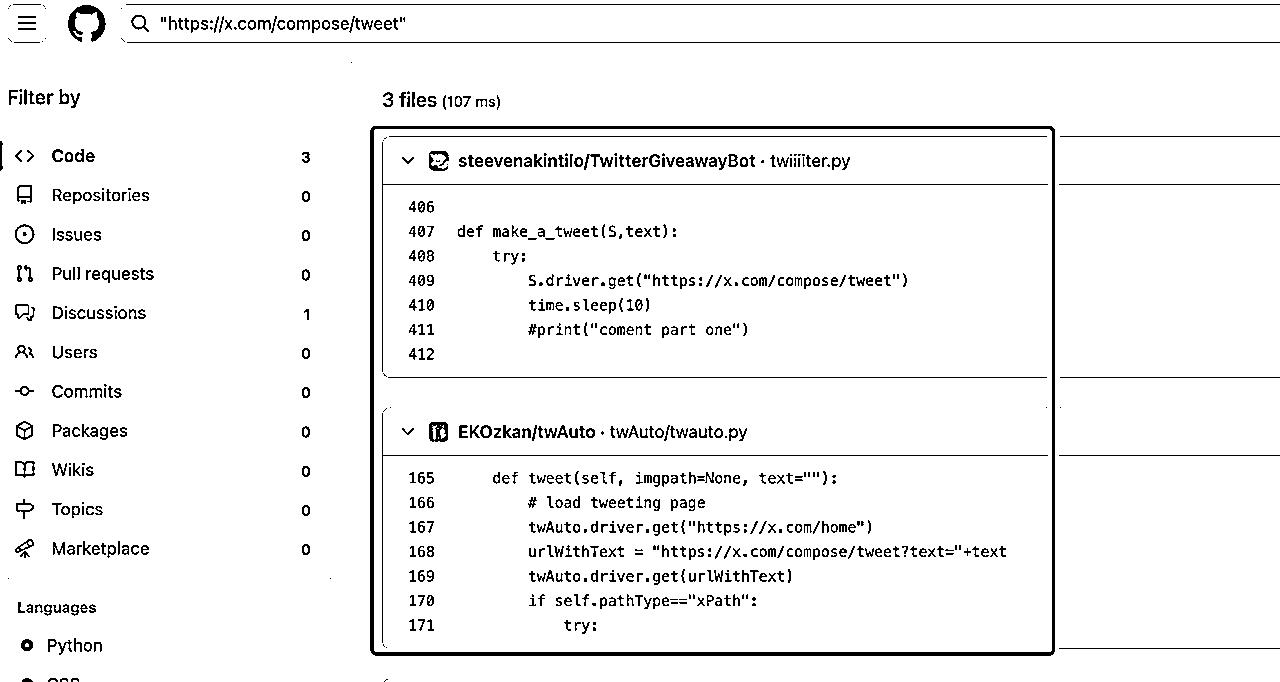 "https://x.com/compose/tweet"
Filter by
Code 3
Repositories 0
Issues 0
Pull requests 0
Discussions 1
Users 0
Commits 0
Packages 0
Wikis 0
Topics 0
Marketplace 0
Languages
Python
3 files (107 ms)
steevenakintilo/TwitterGiveawayBot · twiiiiter.py
406
407 def make_a_tweet(S,text):
408     try:
409         S.driver.get("https://x.com/compose/tweet")
410         time.sleep(10)
411         #print("coment part one")
412
EKOzkan/twAuto · twAuto/twauto.py
165     def tweet(self, imgpath=None, text=""):
166         # load tweeting page
167         twAuto.driver.get("https://x.com/home")
168         urlWithText = "https://x.com/compose/tweet?text="+text
169         twAuto.driver.get(urlWithText)
170         if self.pathType=="xPath":
171             try: